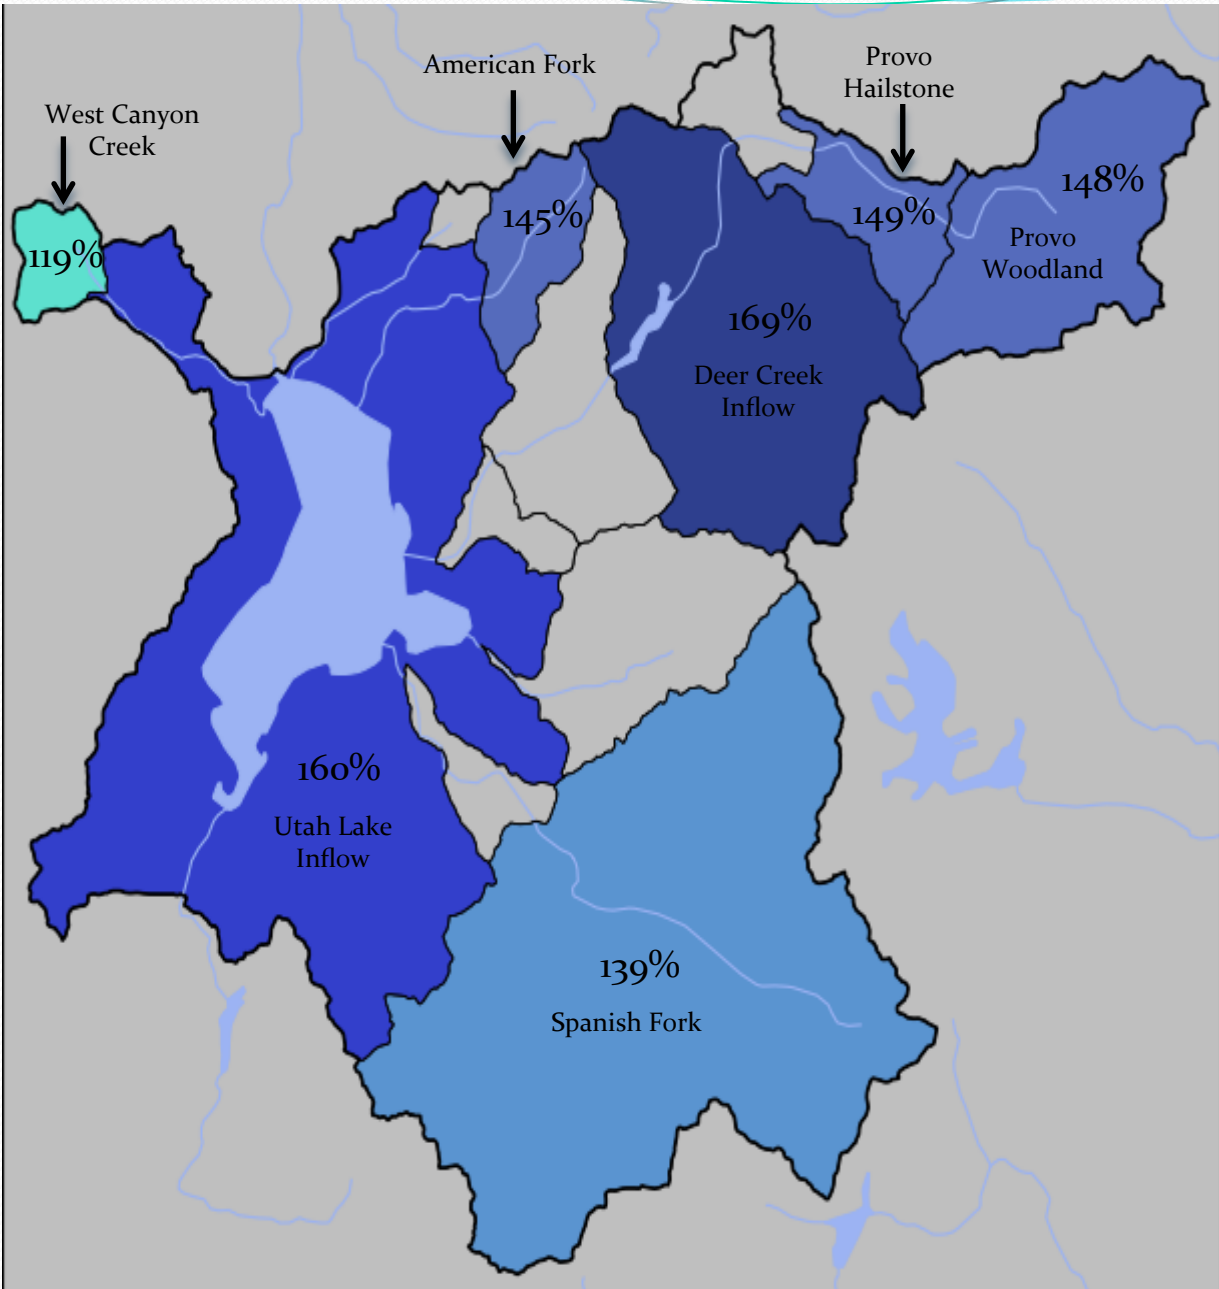 American Fork
Provo
Hailstone
West Canyon
Creek
148%
145%
149%
119%
Provo
Woodland
169%
Deer Creek
Inflow
160%
Utah Lake
Inflow
139%
Spanish Fork